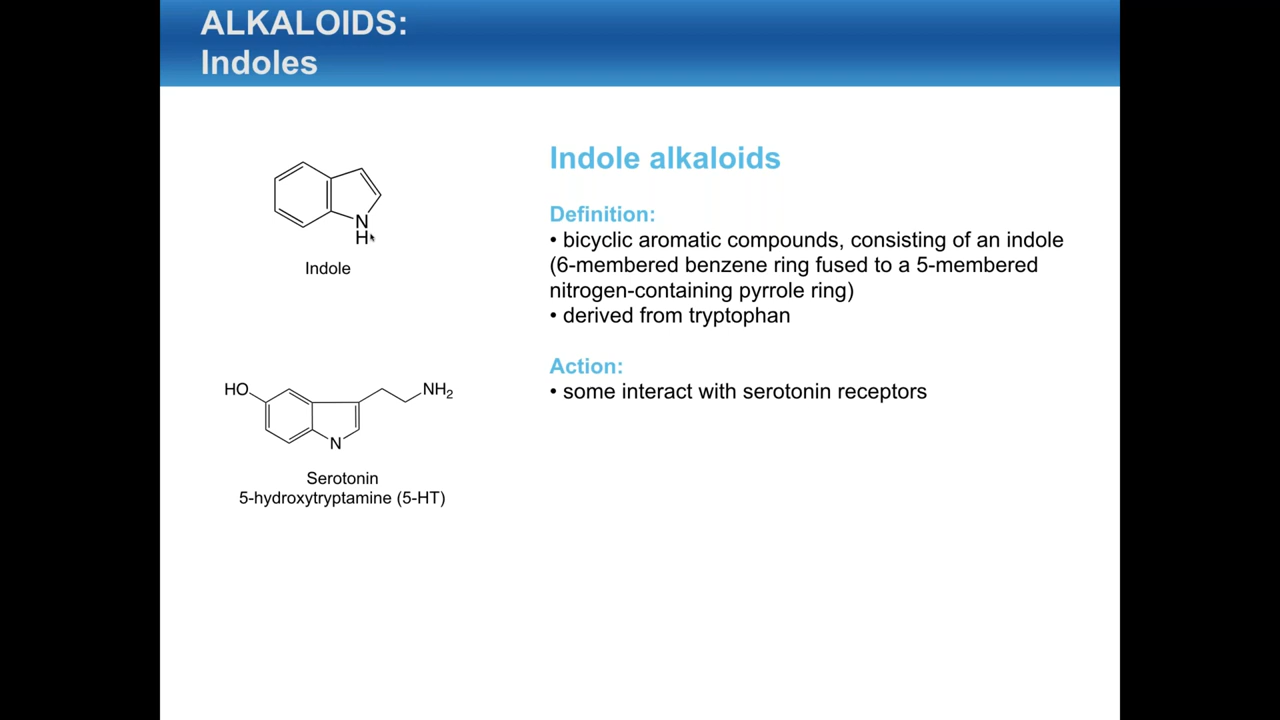 ALKALOIDS:
Indoles
N
H
Indole
HO
NH₂
N
Serotonin
5-hydroxytryptamine (5-HT)
Indole alkaloids
Definition:
• bicyclic aromatic compounds, consisting of an indole
(6-membered benzene ring fused to a 5-membered
nitrogen-containing pyrrole ring)
• derived from tryptophan
Action:
• some interact with serotonin receptors